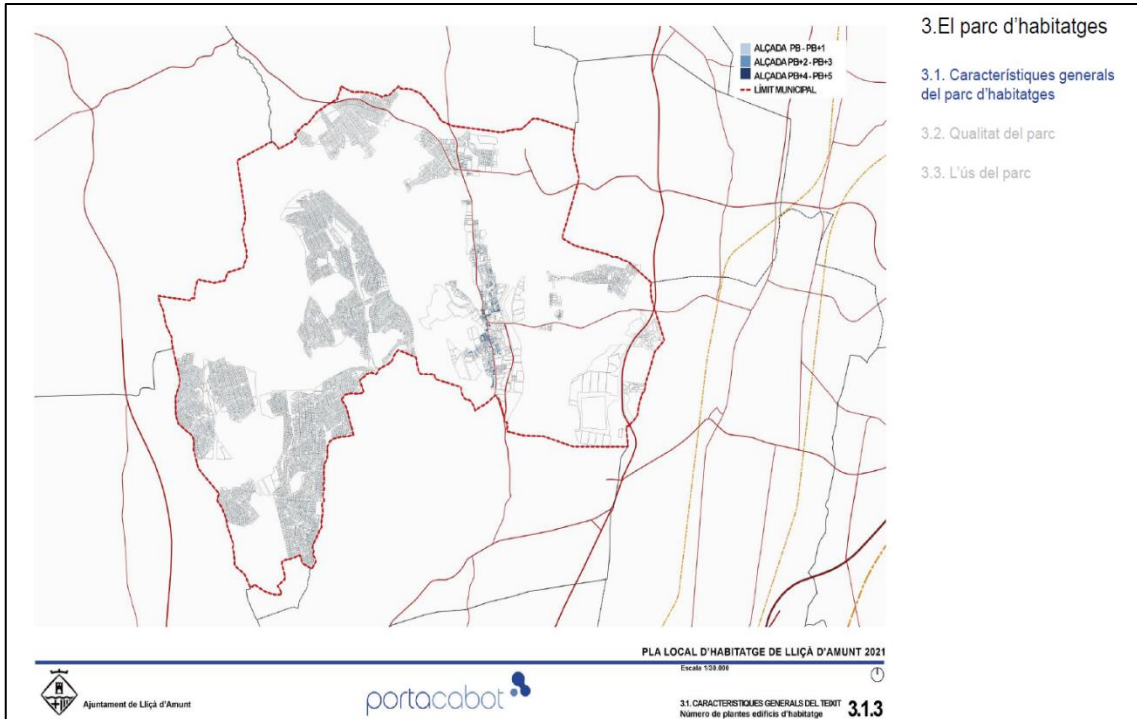 3.El parc d'habitatges
3.1. Característiques generals
del parc d'habitatges
3.2. Qualitat del parc
3.3. L'ús del parc
ALÇADA PB - PB+1
ALÇADA PB+2 - PB+3
ALÇADA PB+4 - PB+5
LÍMIT MUNICIPAL
PLA LOCAL D'HABITATGE DE LLIÇÀ D'AMUNT 2021
Escala 1/30.000
Ajuntament de Lliçà d'Amunt
portacabot
3.1. CARACTERISTIQUES GENERALS DEL TEIXIT
Número de plantes edificis d'habitatge
3.1.3